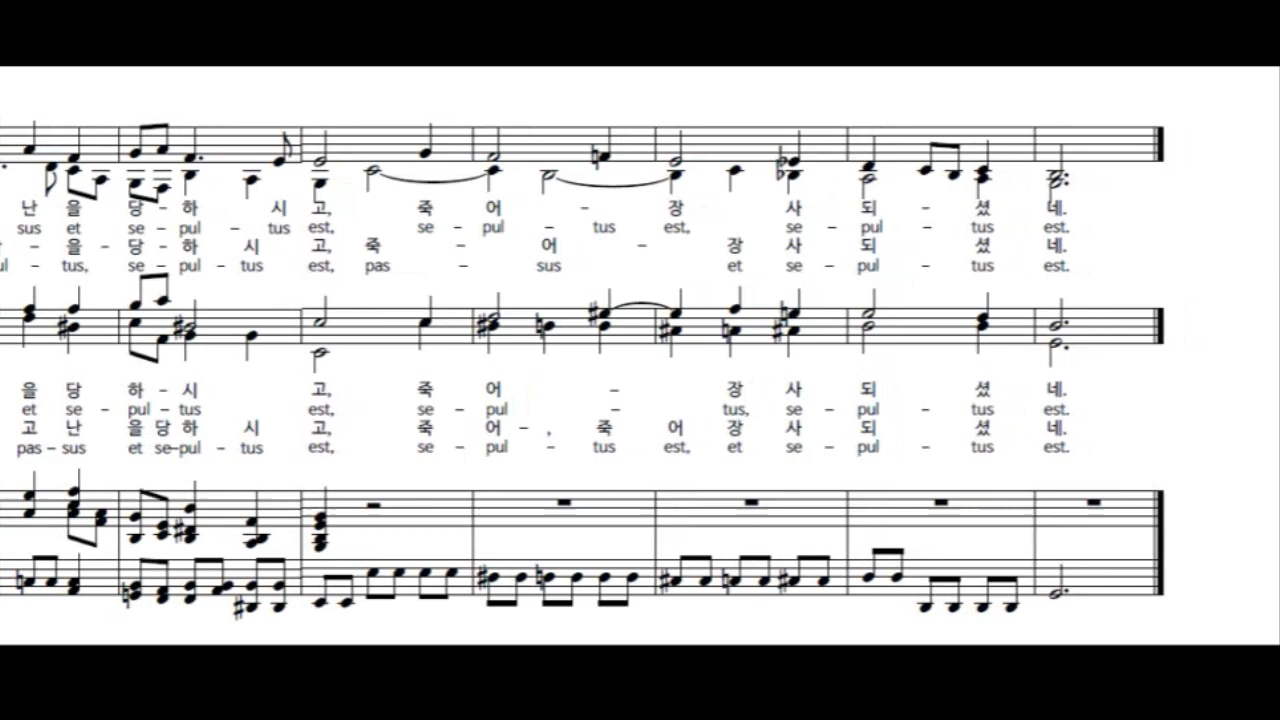 난 을 당 - 하 시 고, 죽 어 - 장 사 되 - 셨 네.
sus et se - pul - tus est, se - pul - tus est, se - pul - tus est.
- 을 - 당 - 하 시 고, 죽 - 어 - 장 사 되 - 셨 네.
- tus, se - pul - tus est, pas - sus et se - pul - tus est.
을 당 하 - 시 고, 죽 어 - 장 사 되 셨 네.
et se - pul - tus est, se - pul - tus, se - pul - tus est.
고 난 을 당 하 시 고, 죽 어 - , 죽 어 장 사 되 셨 네.
pas - sus et se - pul - tus est, se - pul - tus est, et se - pul - tus est.